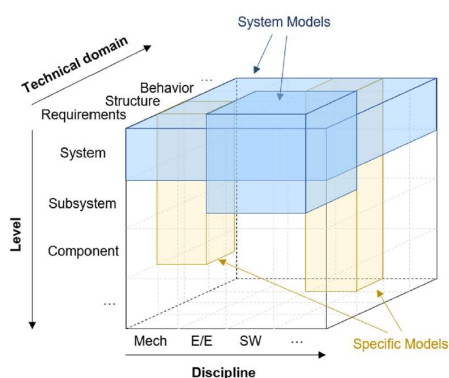 System Models
Technical domain
...
Behavior
Structure
Requirements
System
Subsystem
Level
Component
...
Mech E/E SW ...
Specific Models
Discipline